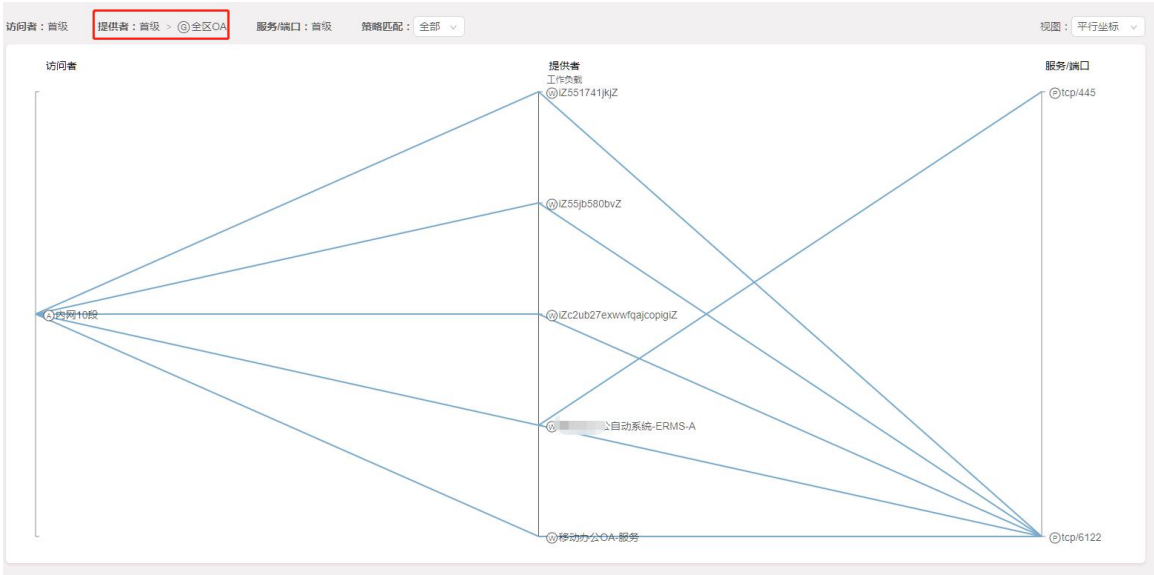 访问者：首级 提供者：首级 > G 全区OA 服务/端口：首级 策略匹配： 全部 视图： 平行坐标
访问者 提供者 服务/端口
工作负载
W iZ551741jkjZ P tcp/445
W iZ55jb580bvZ
A 内网10段 W iZc2ub27exwwfqajcopigiZ
W 公自动系统-ERMS-A
W 移动办公OA-服务 P tcp/6122